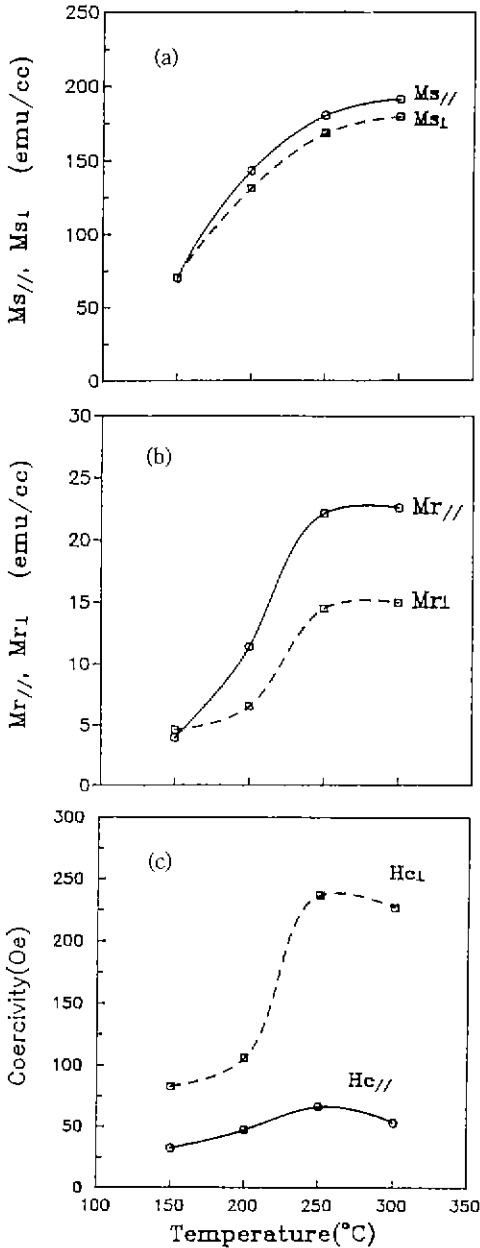 250
200
150
100
50
0
Ms//, Ms⊥ (emu/cc)
(a)
Ms//
Ms⊥
30
25
20
15
10
5
0
Mr//, Mr⊥ (emu/cc)
(b)
Mr//
Mr⊥
300
250
200
150
100
50
0
Coercivity(Oe)
(c)
Hc⊥
Hc//
100 150 200 250 300 350
Temperature(°C)